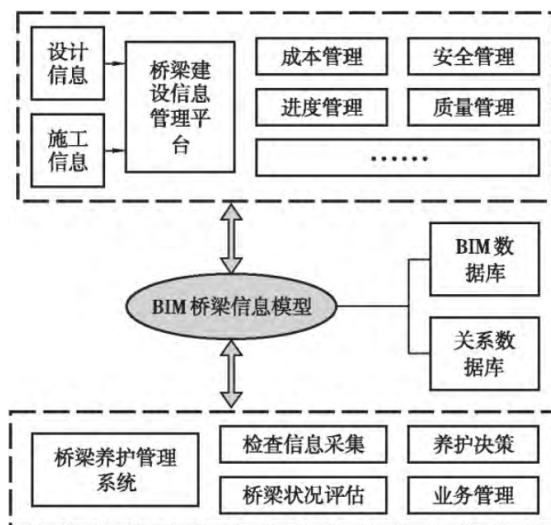 设计
信息
施工
信息
桥梁建
设信息
管理平
台
成本管理
安全管理
进度管理
质量管理
······
BIM桥梁信息模型
BIM数
据库
关系数
据库
桥梁养护管理
系统
检查信息采集
养护决策
桥梁状况评估
业务管理